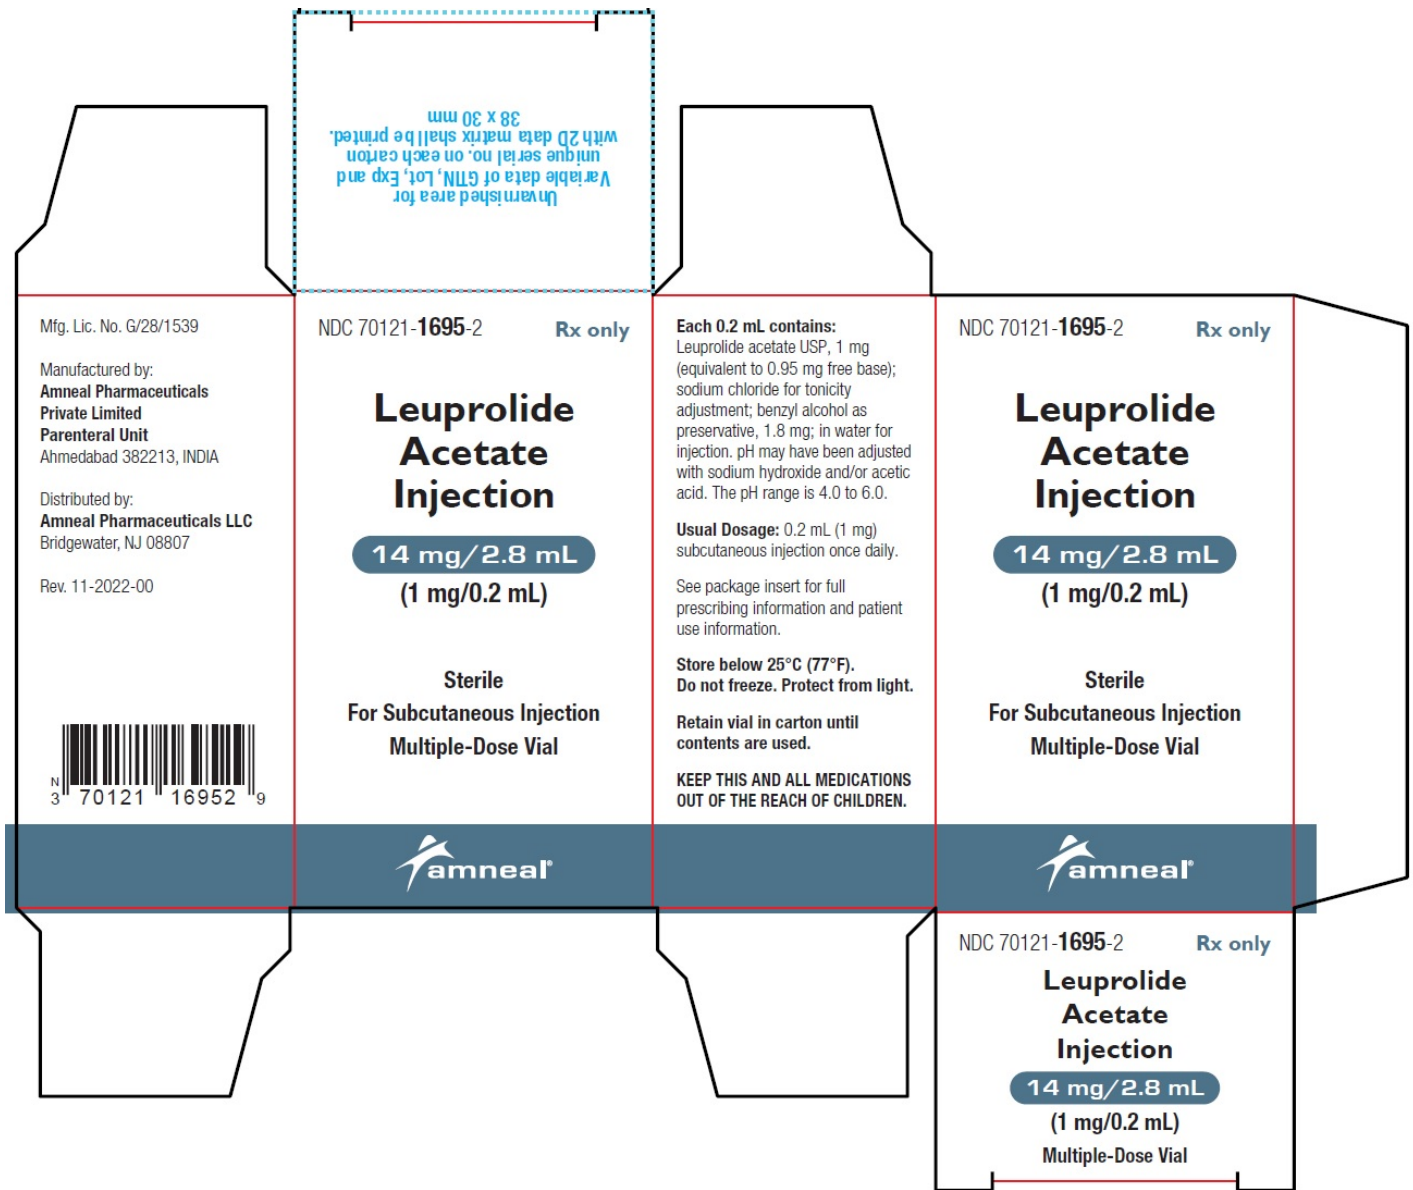 Unvarnished area for
Variable data of GTIN, Lot, Exp and
unique serial no. on each carton
with 2D data matrix shall be printed.
38 x 30 mm
Mfg. Lic. No. G/28/1539
Manufactured by:
Amneal Pharmaceuticals
Private Limited
Parenteral Unit
Ahmedabad 382213, INDIA
Distributed by:
Amneal Pharmaceuticals LLC
Bridgewater, NJ 08807
Rev. 11-2022-00
N
3 70121 16952 9
NDC 70121-1695-2 Rx only
Leuprolide
Acetate
Injection
14 mg/2.8 mL
(1 mg/0.2 mL)
Sterile
For Subcutaneous Injection
Multiple-Dose Vial
amneal®
Each 0.2 mL contains:
Leuprolide acetate USP, 1 mg
(equivalent to 0.95 mg free base);
sodium chloride for tonicity
adjustment; benzyl alcohol as
preservative, 1.8 mg; in water for
injection. pH may have been adjusted
with sodium hydroxide and/or acetic
acid. The pH range is 4.0 to 6.0.
Usual Dosage: 0.2 mL (1 mg)
subcutaneous injection once daily.
See package insert for full
prescribing information and patient
use information.
Store below 25°C (77°F).
Do not freeze. Protect from light.
Retain vial in carton until
contents are used.
KEEP THIS AND ALL MEDICATIONS
OUT OF THE REACH OF CHILDREN.
NDC 70121-1695-2 Rx only
Leuprolide
Acetate
Injection
14 mg/2.8 mL
(1 mg/0.2 mL)
Sterile
For Subcutaneous Injection
Multiple-Dose Vial
amneal®
NDC 70121-1695-2 Rx only
Leuprolide
Acetate
Injection
14 mg/2.8 mL
(1 mg/0.2 mL)
Multiple-Dose Vial